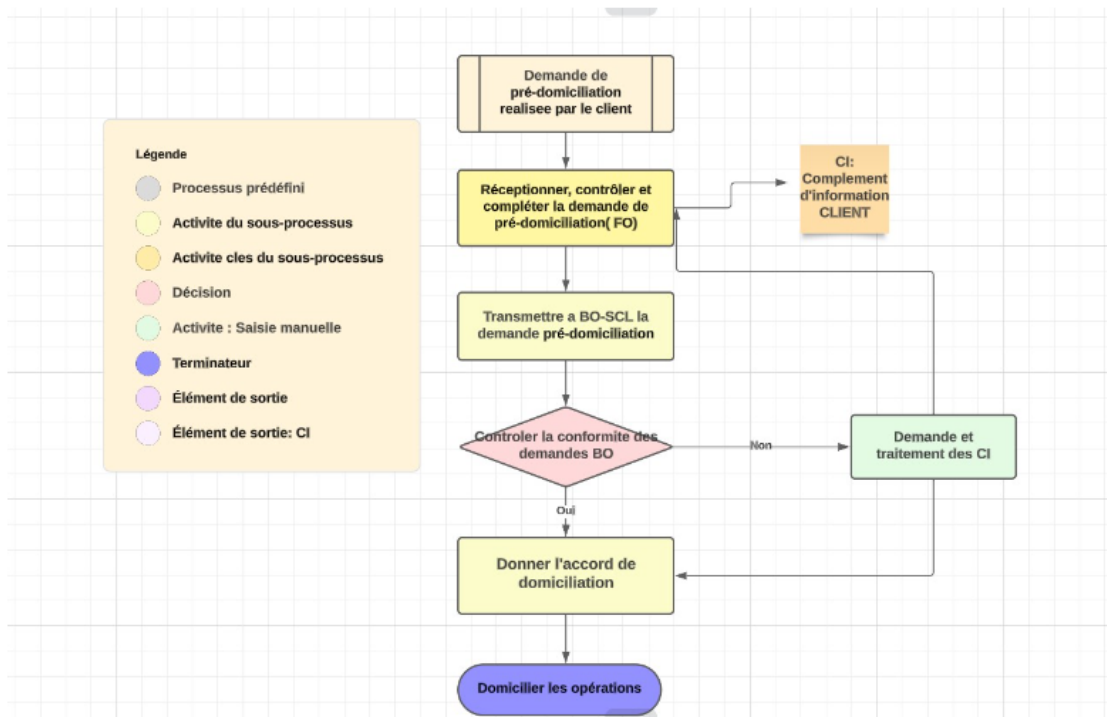 Demande de
pré-domiciliation
realisee par le client
Légende
Processus prédéfini
Activite du sous-processus
Activite cles du sous-processus
Décision
Activite : Saisie manuelle
Terminateur
Élément de sortie
Élément de sortie: CI
Réceptionner, contrôler et
compléter la demande de
pré-domiciliation( FO)
CI:
Complement
d'information
CLIENT
Transmettre a BO-SCL la
demande pré-domiciliation
Controler la conformite des
demandes BO
Non
Demande et
traitement des CI
Oui
Donner l'accord de
domiciliation
Domicilier les opérations